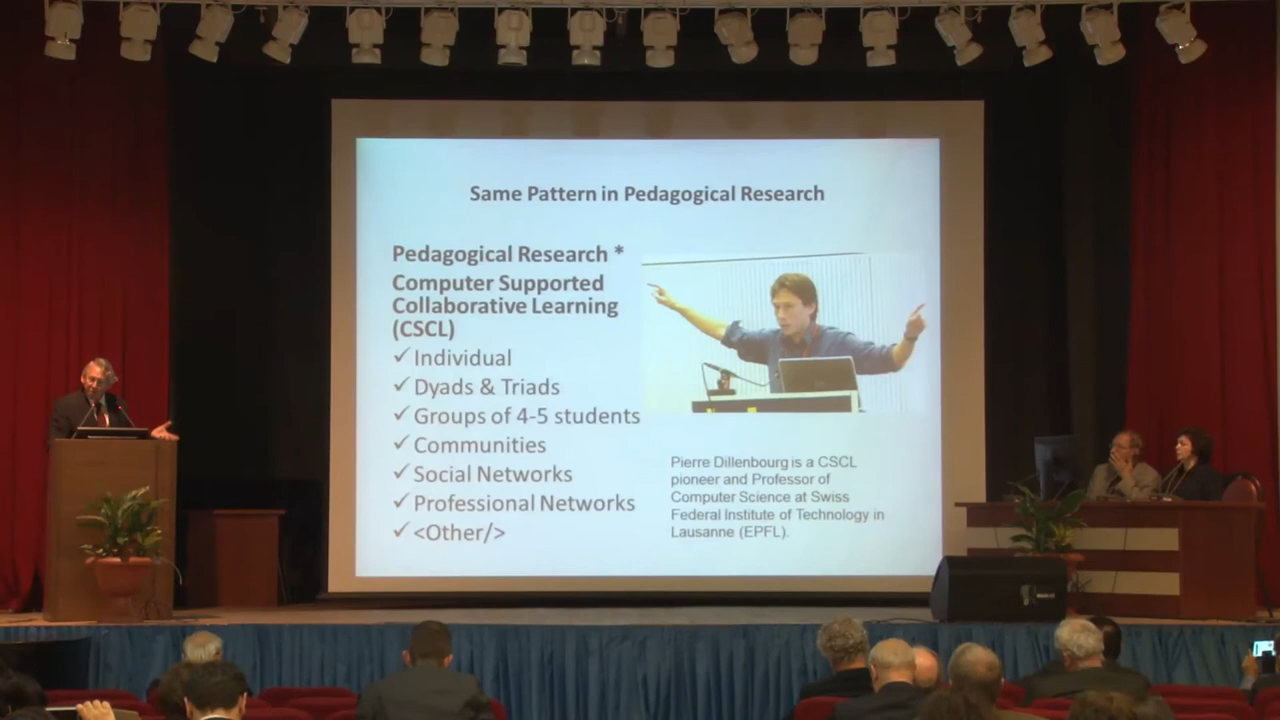 Same Pattern in Pedagogical Research
Pedagogical Research *
Computer Supported
Collaborative Learning
(CSCL)
✓ Individual
✓ Dyads & Triads
✓ Groups of 4-5 students
✓ Communities
✓ Social Networks
✓ Professional Networks
✓ <Other/>
Pierre Dillenbourg is a CSCL
pioneer and Professor of
Computer Science at Swiss
Federal Institute of Technology in
Lausanne (EPFL).